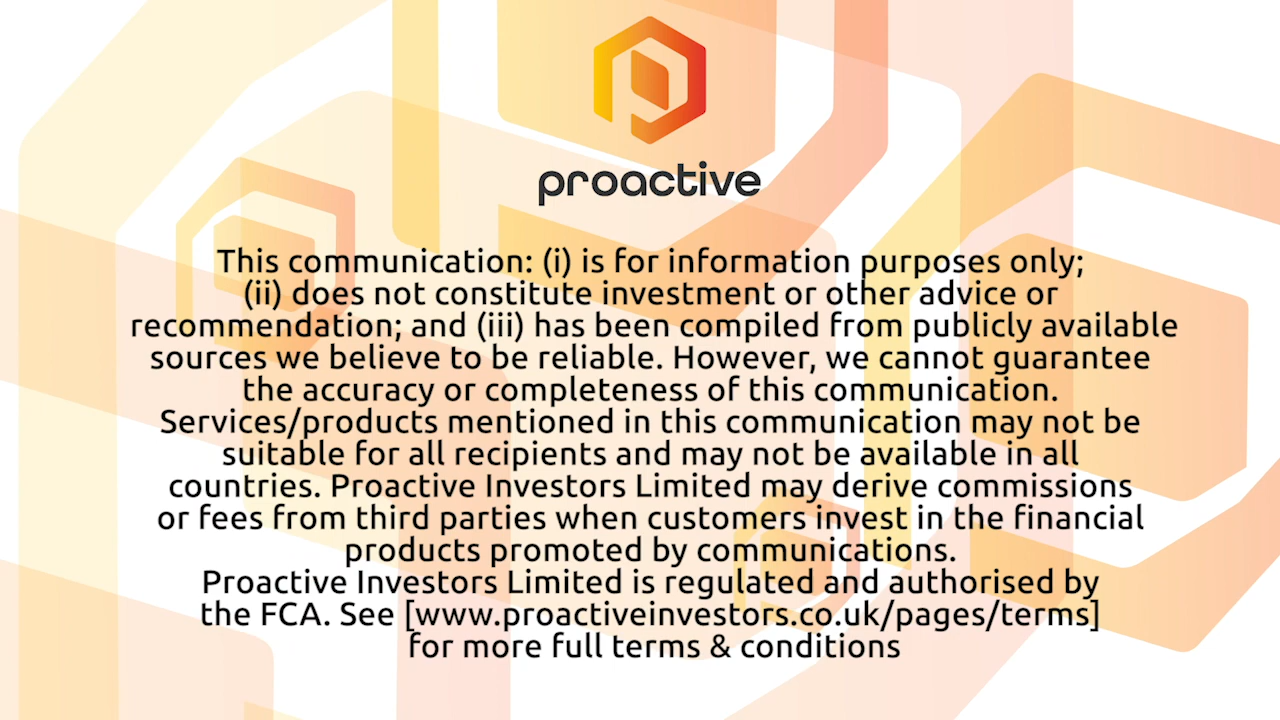 proactive
This communication: (i) is for information purposes only;
(ii) does not constitute investment or other advice or
recommendation; and (iii) has been compiled from publicly available
sources we believe to be reliable. However, we cannot guarantee
the accuracy or completeness of this communication.
Services/products mentioned in this communication may not be
suitable for all recipients and may not be available in all
countries. Proactive Investors Limited may derive commissions
or fees from third parties when customers invest in the financial
products promoted by communications.
Proactive Investors Limited is regulated and authorised by
the FCA. See [www.proactiveinvestors.co.uk/pages/terms]
for more full terms & conditions